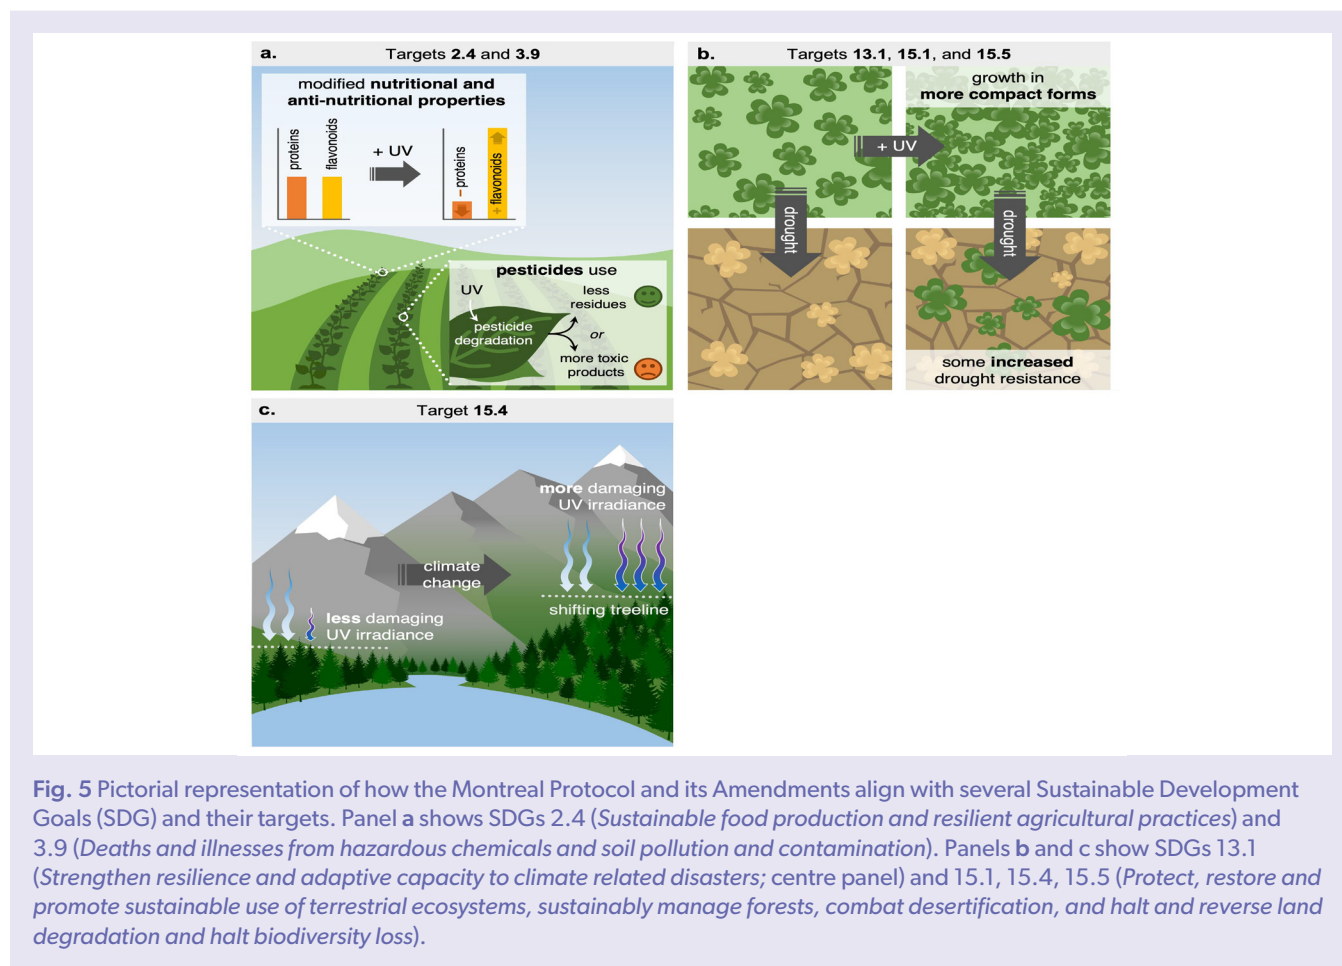 a. Targets 2.4 and 3.9
modified nutritional and
anti-nutritional properties
proteins
flavonoids
+ UV
– proteins
+ flavonoids
pesticides use
UV
less
residues
pesticide
degradation
or
more toxic
products
b. Targets 13.1, 15.1, and 15.5
growth in
more compact forms
+ UV
drought
drought
some increased
drought resistance
c. Target 15.4
more damaging
UV irradiance
climate
change
shifting treeline
less damaging
UV irradiance
Fig. 5 Pictorial representation of how the Montreal Protocol and its Amendments align with several Sustainable Development
Goals (SDG) and their targets. Panel a shows SDGs 2.4 (Sustainable food production and resilient agricultural practices) and
3.9 (Deaths and illnesses from hazardous chemicals and soil pollution and contamination). Panels b and c show SDGs 13.1
(Strengthen resilience and adaptive capacity to climate related disasters; centre panel) and 15.1, 15.4, 15.5 (Protect, restore and
promote sustainable use of terrestrial ecosystems, sustainably manage forests, combat desertification, and halt and reverse land
degradation and halt biodiversity loss).